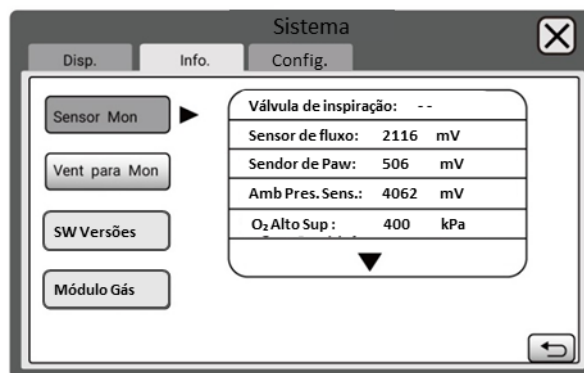 Sistema
Disp. Info. Config.
Sensor Mon
Vent para Mon
SW Versões
Módulo Gás
Válvula de inspiração: - -
Sensor de fluxo: 2116 mV
Sendor de Paw: 506 mV
Amb Pres. Sens.: 4062 mV
O₂ Alto Sup : 400 kPa